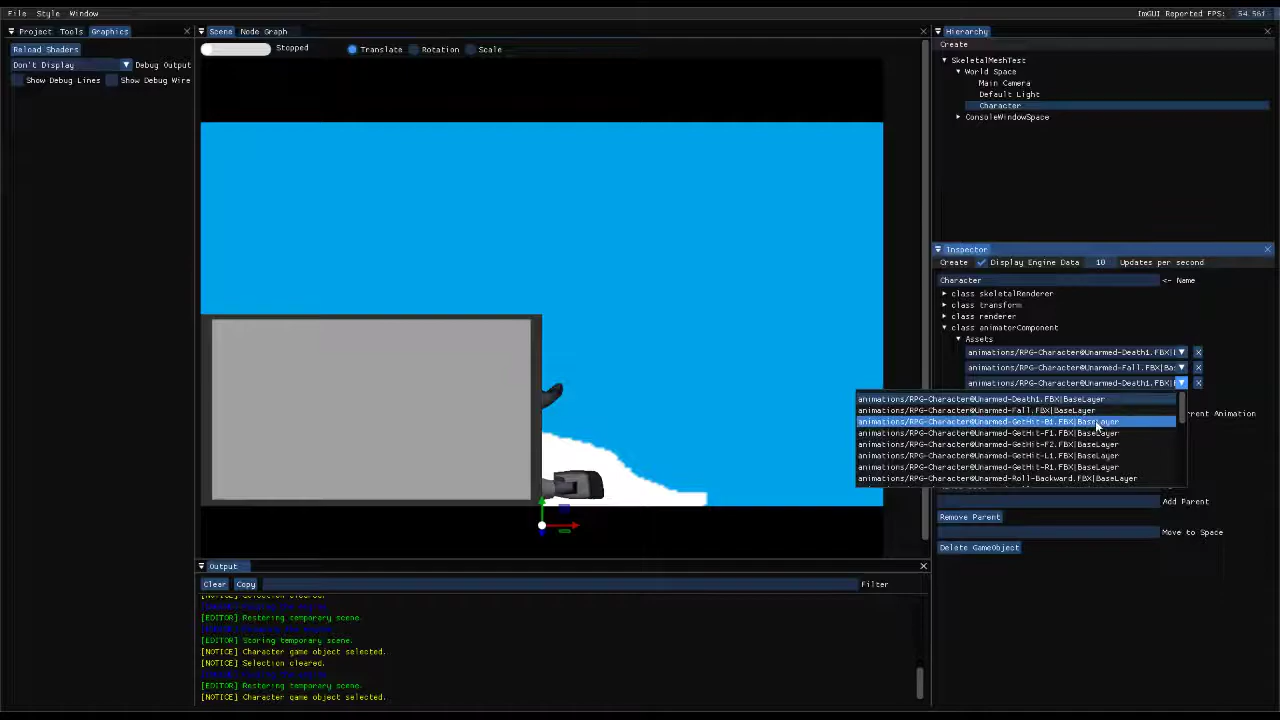 File Style Window
ImGUI Reported FPS:
Project Tools Graphics
Reload Shaders
Don't Display Debug Output
Show Debug Lines Show Debug Wire
Scene Node Graph
Stopped Translate Rotation Scale
Output
Clear Copy Filter
[NOTICE] Selection cleared.
[EDITOR] Restoring temporary scene.
[EDITOR] Storing temporary scene.
[NOTICE] Character game object selected.
[NOTICE] Selection cleared.
[EDITOR] Restoring temporary scene.
[NOTICE] Character game object selected.
Hierarchy
Create
SkeletalMeshTest
World Space
Main Camera
Default Light
Character
ConsoleWindowSpace
Inspector
Create Display Engine Data 10 Updates per second
Character <- Name
class skeletalRenderer
class transform
class renderer
class animatorComponent
Assets
animations/RPG-Character@Unarmed-Death1.FBX|
animations/RPG-Character@Unarmed-Fall.FBX|Ba
animations/RPG-Character@Unarmed-Death1.FBX|
animations/RPG-Character@Unarmed-Death1.FBX|BaseLayer
animations/RPG-Character@Unarmed-Fall.FBX|BaseLayer
rent Animation
animations/RPG-Character@Unarmed-GetHit-B1.FBX|BaseLayer
animations/RPG-Character@Unarmed-GetHit-F1.FBX|BaseLayer
animations/RPG-Character@Unarmed-GetHit-F2.FBX|BaseLayer
animations/RPG-Character@Unarmed-GetHit-L1.FBX|BaseLayer
animations/RPG-Character@Unarmed-GetHit-R1.FBX|BaseLayer
animations/RPG-Character@Unarmed-Roll-Backward.FBX|BaseLayer
Add Parent
Remove Parent
Move to Space
Delete GameObject